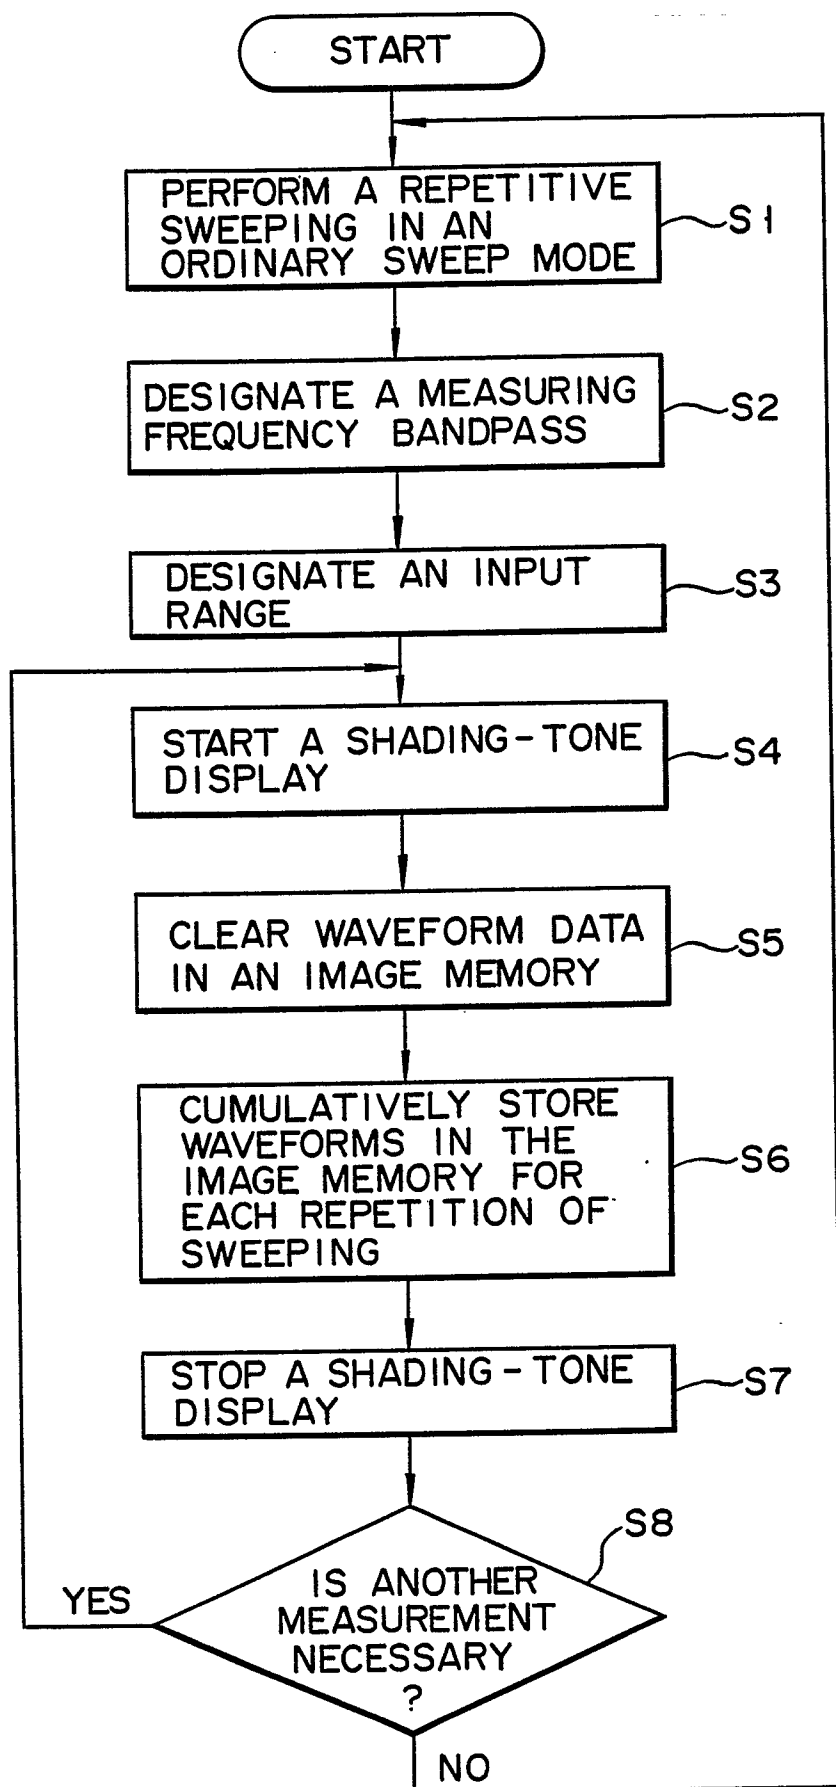 START
PERFORM A REPETITIVE
SWEEPING IN AN
ORDINARY SWEEP MODE
S1
DESIGNATE A MEASURING
FREQUENCY BANDPASS
S2
DESIGNATE AN INPUT
RANGE
S3
START A SHADING-TONE
DISPLAY
S4
CLEAR WAVEFORM DATA
IN AN IMAGE MEMORY
S5
CUMULATIVELY STORE
WAVEFORMS IN THE
IMAGE MEMORY FOR
EACH REPETITION OF
SWEEPING
S6
STOP A SHADING-TONE
DISPLAY
S7
S8
IS ANOTHER
MEASUREMENT
NECESSARY
?
YES
NO